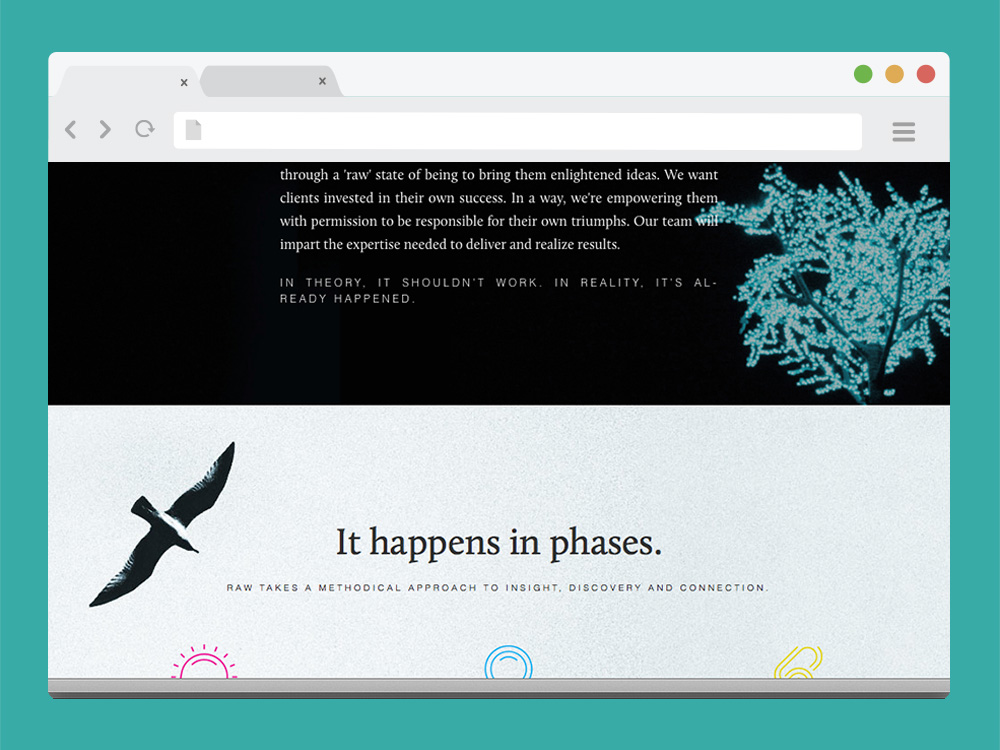 x
x
through a 'raw' state of being to bring them enlightened ideas. We want
clients invested in their own success. In a way, we're empowering them
with permission to be responsible for their own triumphs. Our team will
impart the expertise needed to deliver and realize results.
IN THEORY, IT SHOULDN'T WORK. IN REALITY, IT'S AL-
READY HAPPENED.
It happens in phases.
RAW TAKES A METHODICAL APPROACH TO INSIGHT, DISCOVERY AND CONNECTION.